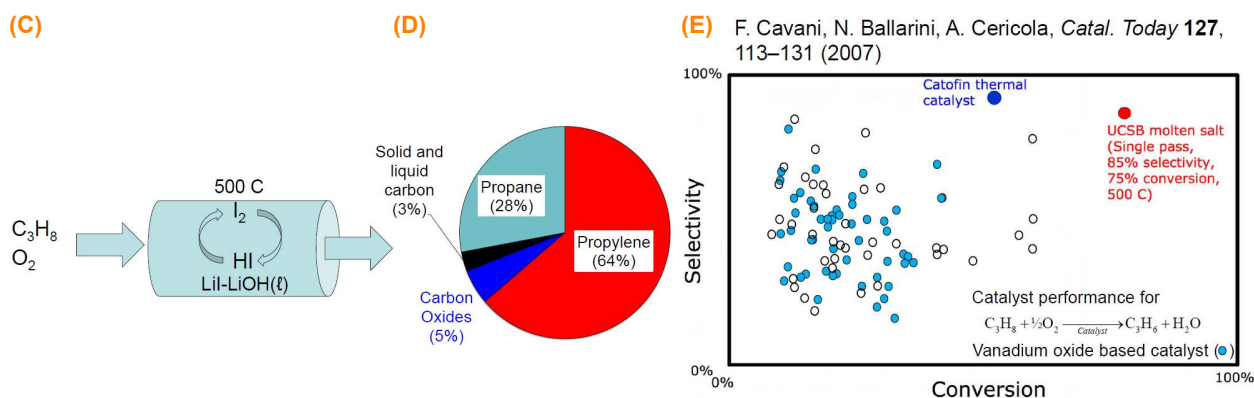 (C)
500 C
I2
C3H8
O2
HI
LiI-LiOH(ℓ)
(D)
Solid and
liquid
carbon
(3%)
Propane
(28%)
Propylene
(64%)
Carbon
Oxides
(5%)
(E)
F. Cavani, N. Ballarini, A. Cericola, Catal. Today 127,
113–131 (2007)
100%
Catofin thermal
catalyst
UCSB molten salt
(Single pass,
85% selectivity,
75% conversion,
500 C)
Selectivity
Catalyst performance for
C3H8 + ½O2 ⟶ C3H6 + H2O
Catalyst
Vanadium oxide based catalyst ( )
0%
0%
100%
Conversion